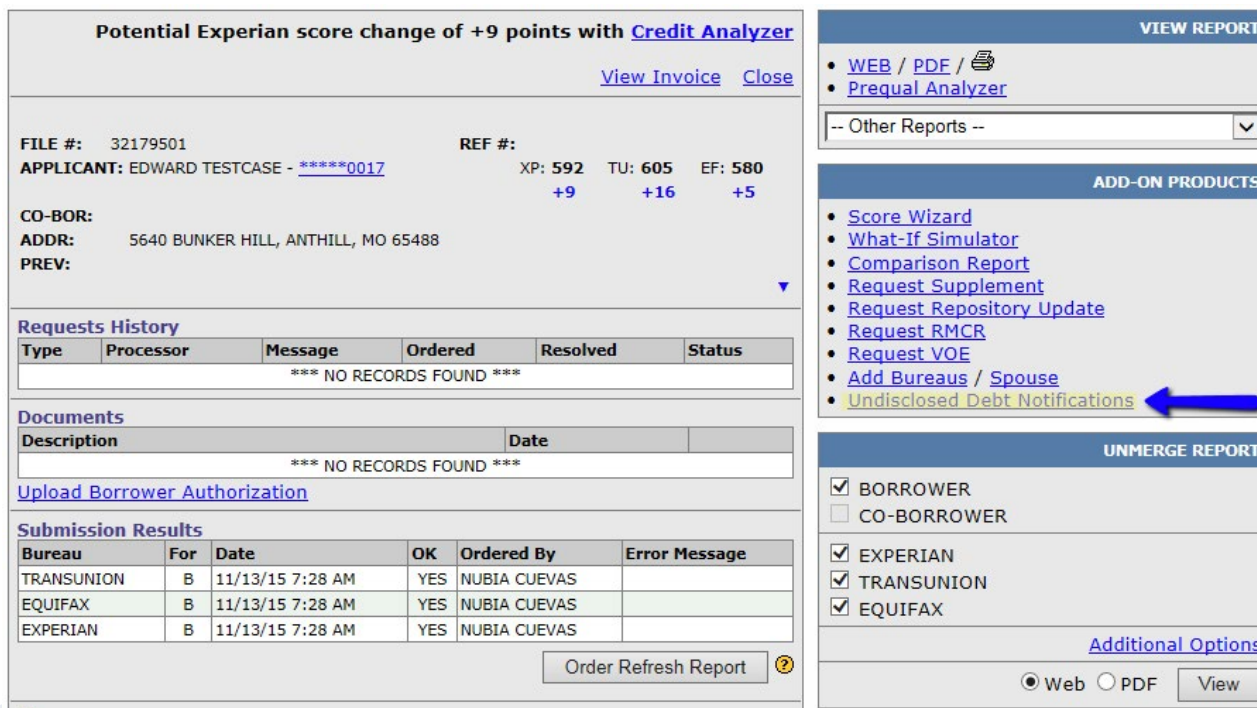 Potential Experian score change of +9 points with Credit Analyzer
View Invoice Close
FILE #: 32179501 REF #:
APPLICANT: EDWARD TESTCASE - *****0017 XP: 592 TU: 605 EF: 580
+9 +16 +5
CO-BOR:
ADDR: 5640 BUNKER HILL, ANTHILL, MO 65488
PREV:
Requests History
Type Processor Message Ordered Resolved Status
*** NO RECORDS FOUND ***
Documents
Description Date
*** NO RECORDS FOUND ***
Upload Borrower Authorization
Submission Results
Bureau For Date OK Ordered By Error Message
TRANSUNION B 11/13/15 7:28 AM YES NUBIA CUEVAS
EQUIFAX B 11/13/15 7:28 AM YES NUBIA CUEVAS
EXPERIAN B 11/13/15 7:28 AM YES NUBIA CUEVAS
Order Refresh Report ?
VIEW REPORT
• WEB / PDF /
• Prequal Analyzer
-- Other Reports --
ADD-ON PRODUCTS
• Score Wizard
• What-If Simulator
• Comparison Report
• Request Supplement
• Request Repository Update
• Request RMCR
• Request VOE
• Add Bureaus / Spouse
• Undisclosed Debt Notifications
UNMERGE REPORT
BORROWER
CO-BORROWER
EXPERIAN
TRANSUNION
EQUIFAX
Additional Options
Web PDF View